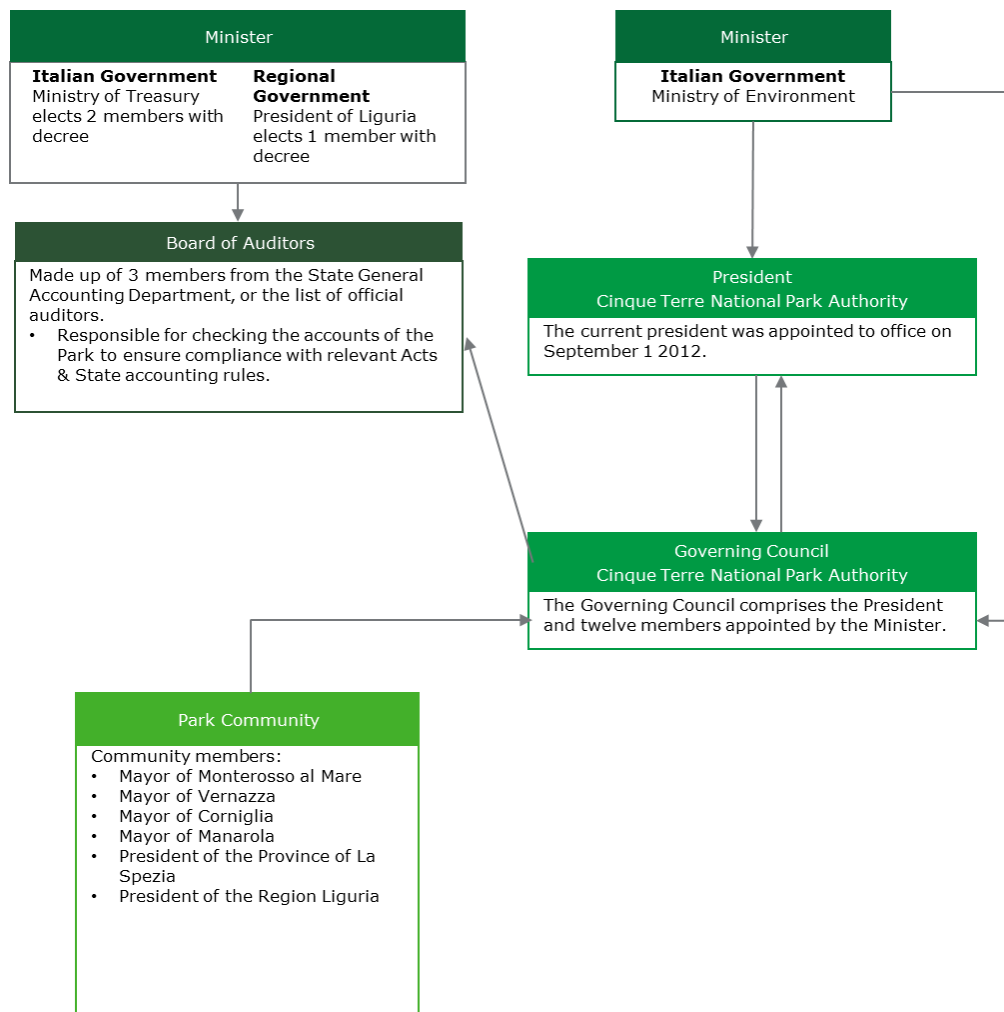 Minister
Italian Government
Ministry of Treasury
elects 2 members with
decree
Regional
Government
President of Liguria
elects 1 member with
decree
Minister
Italian Government
Ministry of Environment
Board of Auditors
Made up of 3 members from the State General
Accounting Department, or the list of official
auditors.
• Responsible for checking the accounts of the
Park to ensure compliance with relevant Acts
& State accounting rules.
President
Cinque Terre National Park Authority
The current president was appointed to office on
September 1 2012.
Governing Council
Cinque Terre National Park Authority
The Governing Council comprises the President
and twelve members appointed by the Minister.
Park Community
Community members:
• Mayor of Monterosso al Mare
• Mayor of Vernazza
• Mayor of Corniglia
• Mayor of Manarola
• President of the Province of La
Spezia
• President of the Region Liguria